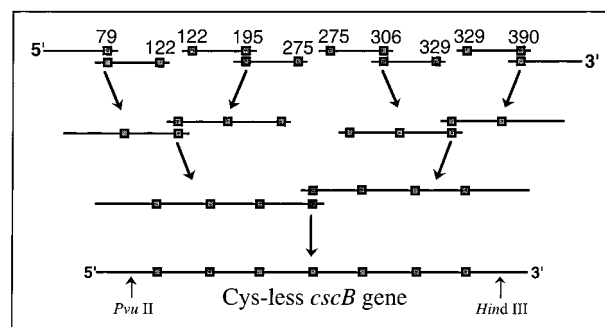 79 122 195 275 306 329 390
5' 122 275 329 3'
5' 3'
Pvu II Cys-less cscB gene Hind III